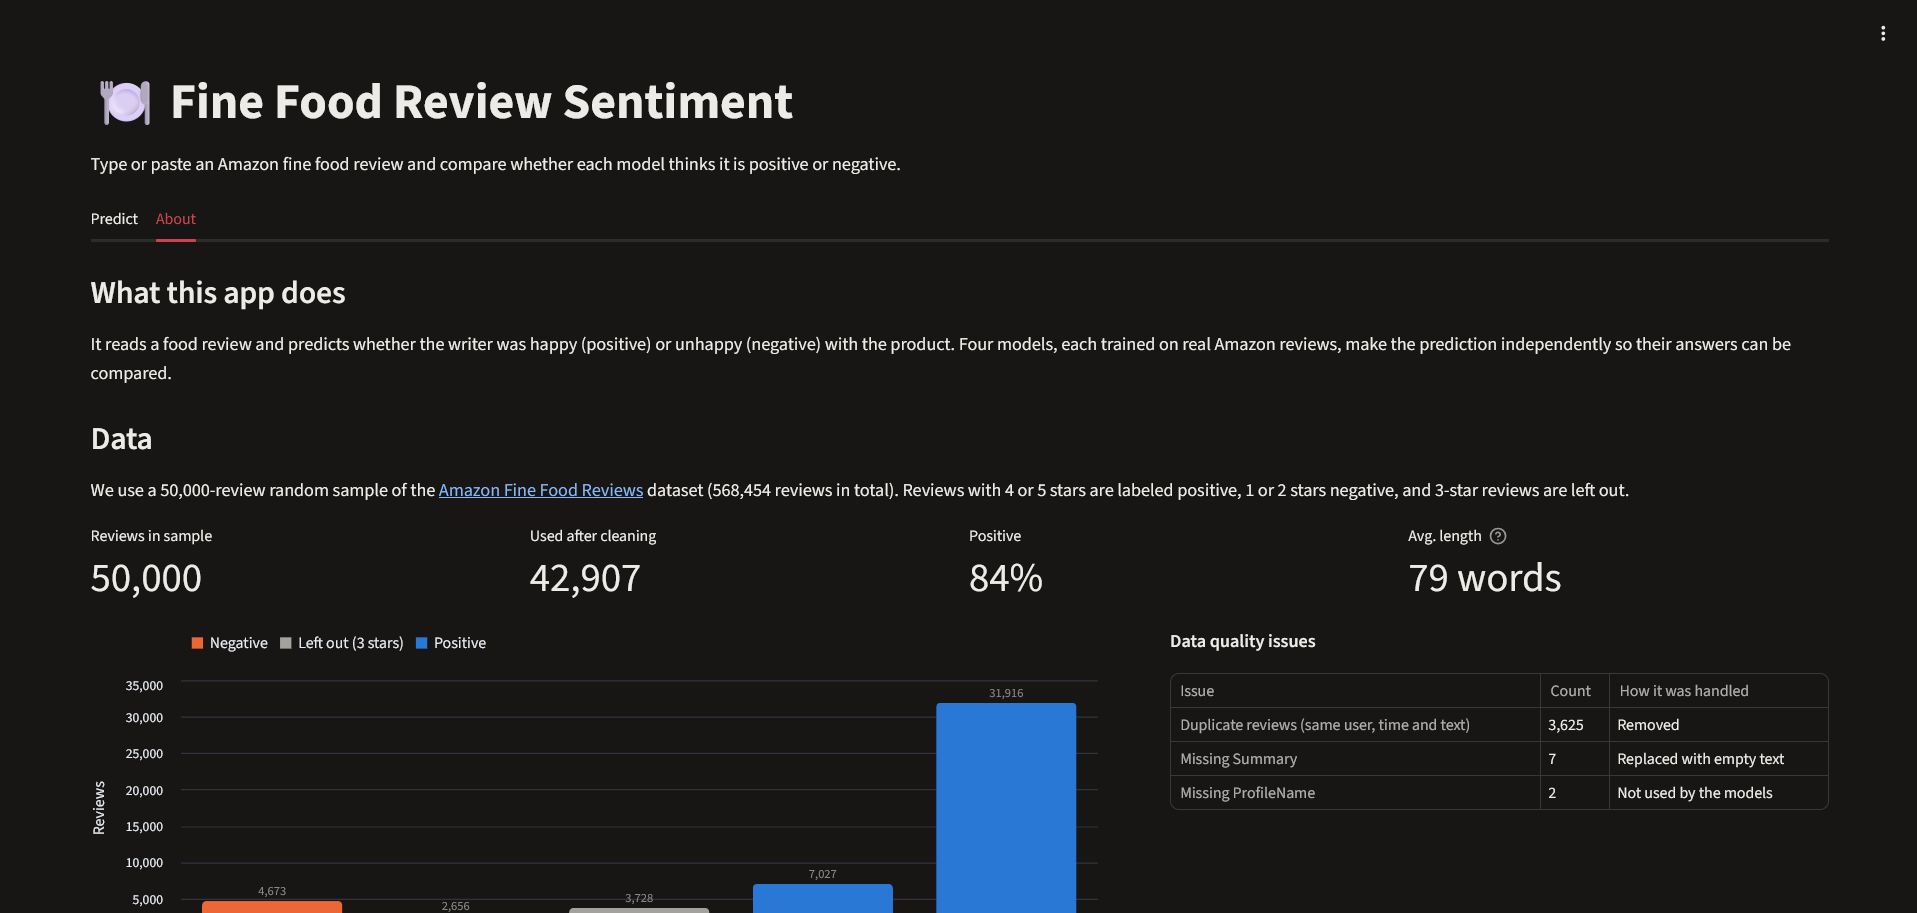 Fine Food Review Sentiment
Type or paste an Amazon fine food review and compare whether each model thinks it is positive or negative.
Predict About
What this app does
It reads a food review and predicts whether the writer was happy (positive) or unhappy (negative) with the product. Four models, each trained on real Amazon reviews, make the prediction independently so their answers can be
compared.
Data
We use a 50,000-review random sample of the Amazon Fine Food Reviews dataset (568,454 reviews in total). Reviews with 4 or 5 stars are labeled positive, 1 or 2 stars negative, and 3-star reviews are left out.
Reviews in sample
50,000
Used after cleaning
42,907
Positive
84%
Avg. length ?
79 words
Negative Left out (3 stars) Positive
Reviews
35,000
30,000
25,000
20,000
15,000
10,000
5,000
4,673
2,656
3,728
7,027
31,916
Data quality issues
Issue Count How it was handled
Duplicate reviews (same user, time and text) 3,625 Removed
Missing Summary 7 Replaced with empty text
Missing ProfileName 2 Not used by the models